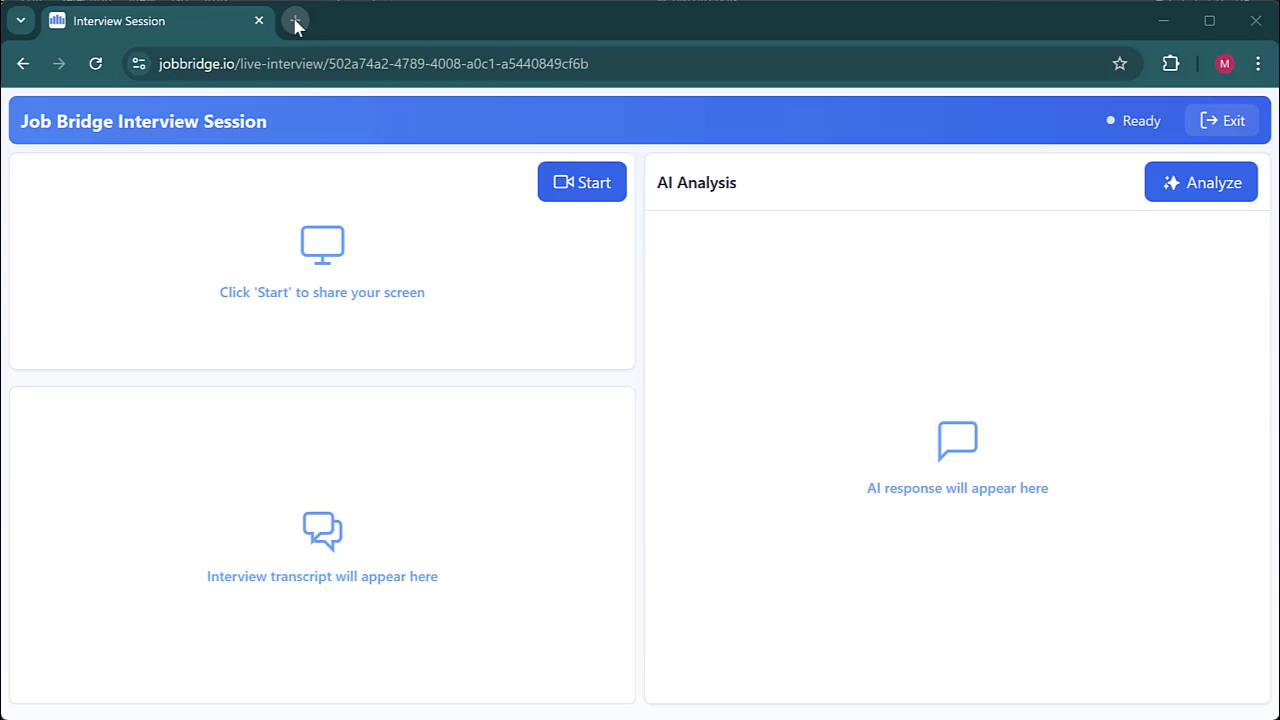 Interview Session
jobbridge.io/live-interview/502a74a2-4789-4008-a0c1-a5440849cf6b
M
Job Bridge Interview Session
Ready
Exit
Start
Click 'Start' to share your screen
Interview transcript will appear here
AI Analysis
Analyze
AI response will appear here